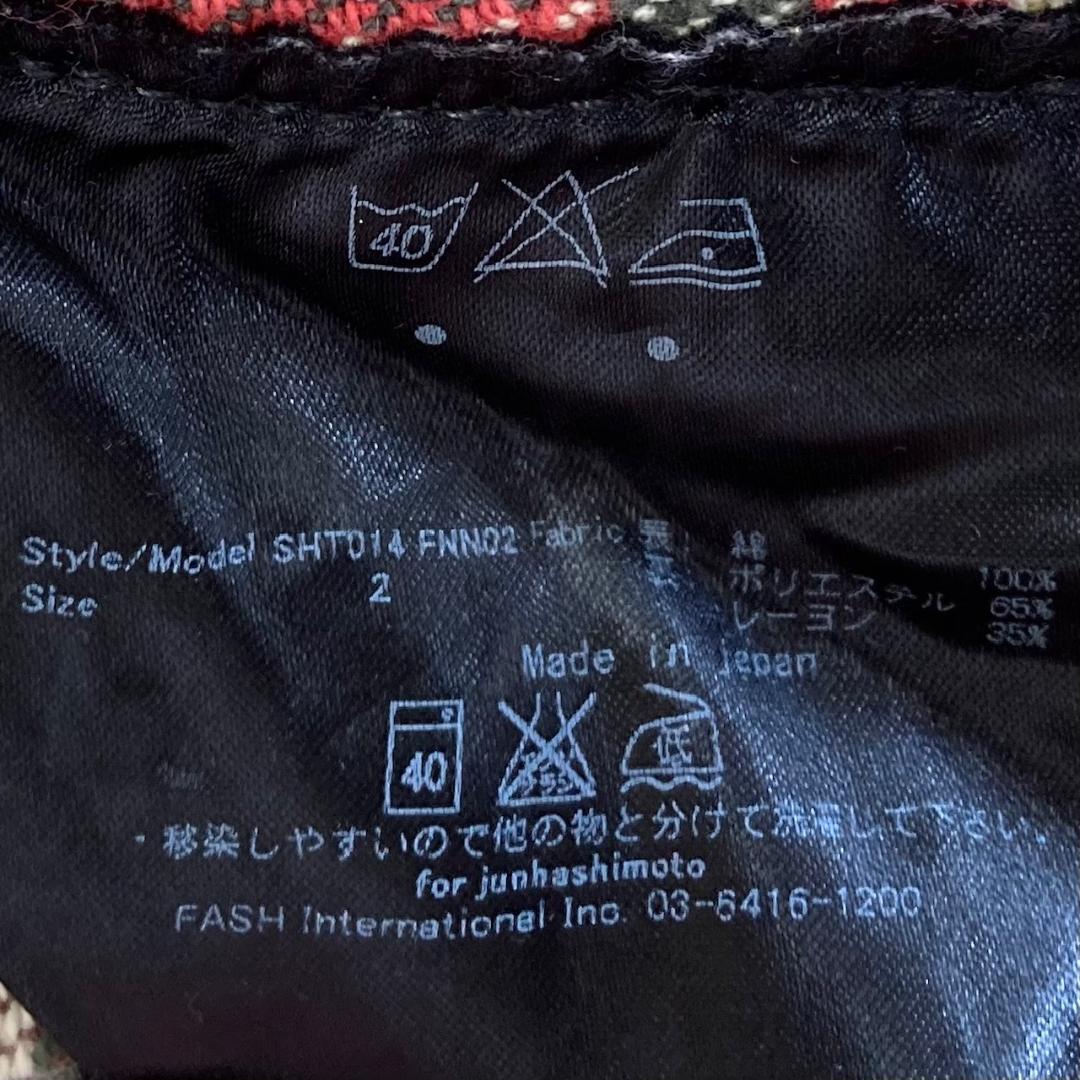 40
Style/Model SHT014 FNN02 Fabric 表 綿 100%
Size 2 ポリエステル 65%
レーヨン 35%
Made in Japan
40 低
・移染しやすいので他の物と分けて洗濯して下さい。
for junhashimoto
FASH International Inc. 03-6416-1200